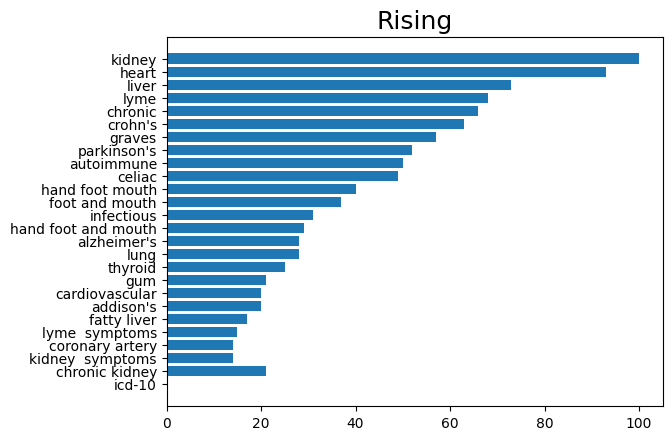 Rising
kidney
heart
liver
lyme
chronic
crohn's
graves
parkinson's
autoimmune
celiac
hand foot mouth
foot and mouth
infectious
hand foot and mouth
alzheimer's
lung
thyroid
gum
cardiovascular
addison's
fatty liver
lyme  symptoms
coronary artery
kidney  symptoms
chronic kidney
icd-10
0 20 40 60 80 100